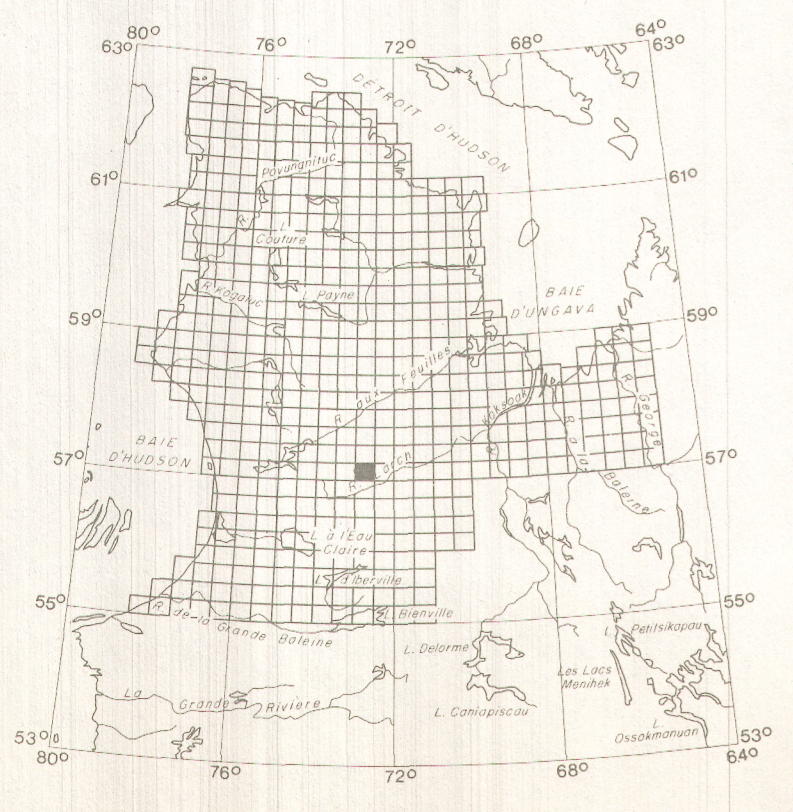 80°
76°
72°
68°
64°
63°
63°
DÉTROIT D'HUDSON
Povungnituc
61°
61°
R.
L.
Couture
R. Kogaluc
L. Payne
BAIE
D'UNGAVA
59°
59°
R. aux Feuilles
Koksoak
R. George
R. à la Baleine
BAIE
D'HUDSON
57°
57°
R. arch
L. à l'Eau
Claire
L. d'Iberville
L. Bienville
55°
55°
R. de-la Grande Baleine
L. Petitsikapau
L. Delorme
Les Lacs
Menihek
La Grande Rivière
L. Caniapiscau
L.
Ossokmanuan
53°
53°
80°
76°
72°
68°
64°